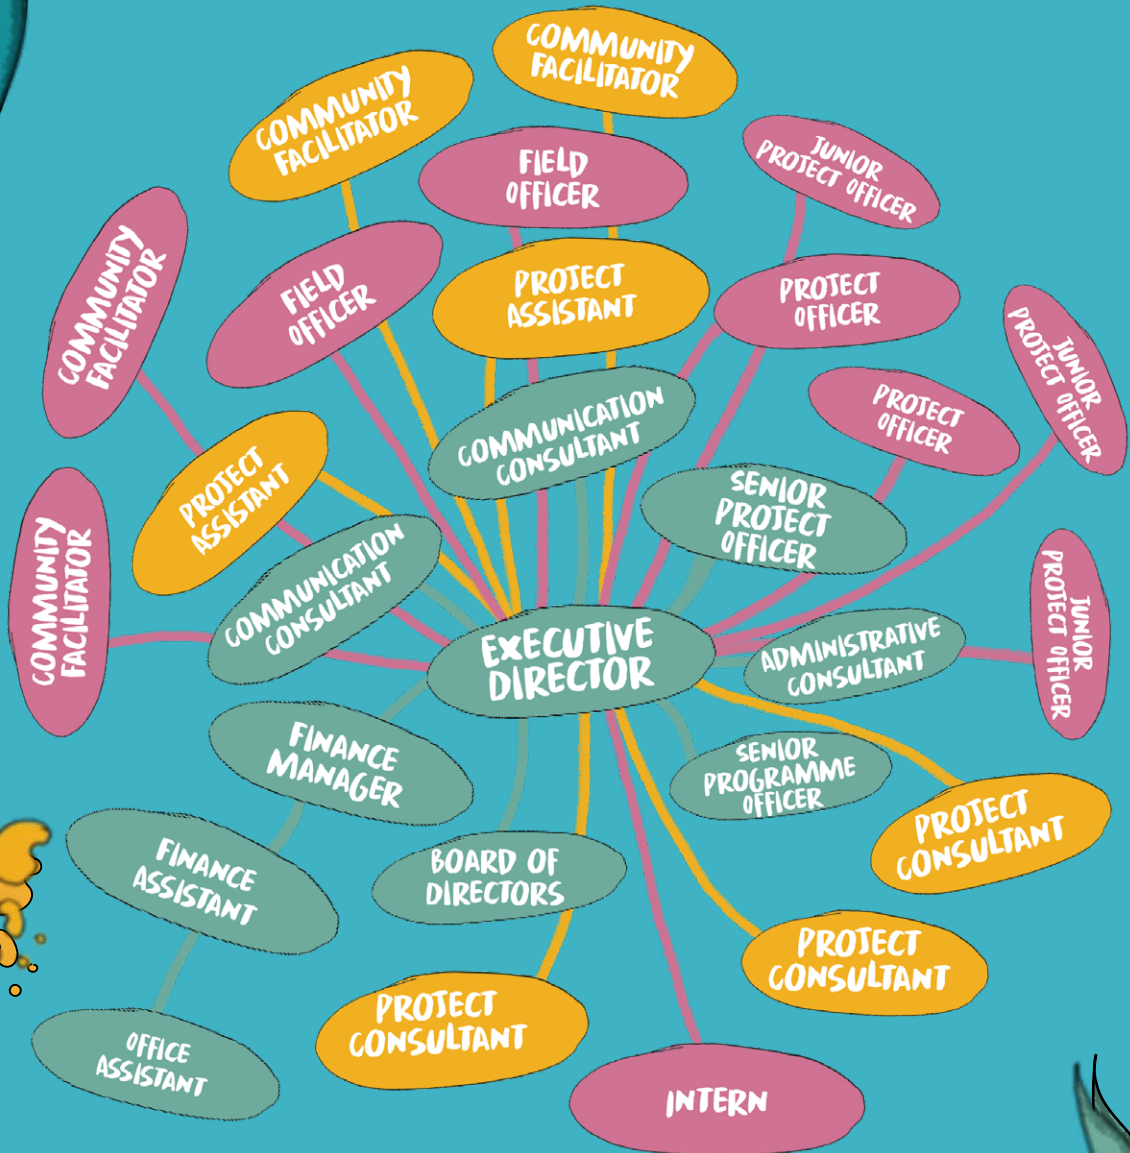 COMMUNITY
FACILITATOR
COMMUNITY
FACILITATOR
FIELD
OFFICER
JUNIOR
PROJECT OFFICER
COMMUNITY
FACILITATOR
FIELD
OFFICER
PROJECT
ASSISTANT
PROJECT
OFFICER
JUNIOR
PROJECT OFFICER
COMMUNICATION
CONSULTANT
PROJECT
OFFICER
PROJECT
ASSISTANT
SENIOR
PROJECT
OFFICER
COMMUNITY
FACILITATOR
COMMUNICATION
CONSULTANT
EXECUTIVE
DIRECTOR
ADMINISTRATIVE
CONSULTANT
JUNIOR
PROJECT OFFICER
FINANCE
MANAGER
SENIOR
PROGRAMME
OFFICER
PROJECT
CONSULTANT
FINANCE
ASSISTANT
BOARD OF
DIRECTORS
PROJECT
CONSULTANT
PROJECT
CONSULTANT
OFFICE
ASSISTANT
INTERN